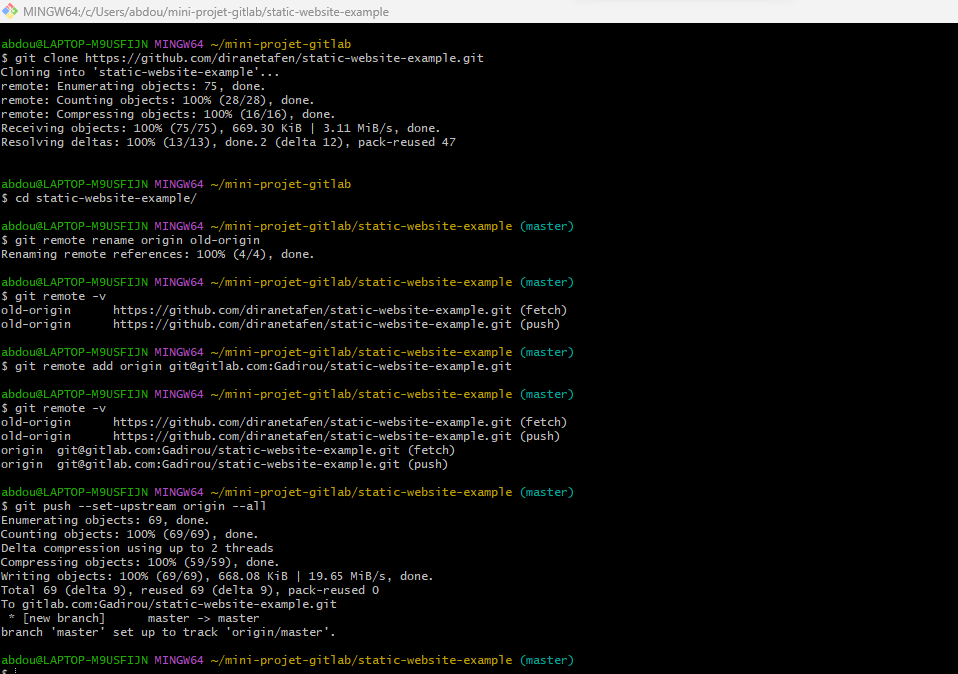 MINGW64:/c/Users/abdou/mini-projet-gitlab/static-website-example
abdou@LAPTOP-M9USFIJN MINGW64 ~/mini-projet-gitlab
$ git clone https://github.com/diranetafen/static-website-example.git
Cloning into 'static-website-example'...
remote: Enumerating objects: 75, done.
remote: Counting objects: 100% (28/28), done.
remote: Compressing objects: 100% (16/16), done.
Receiving objects: 100% (75/75), 669.30 KiB | 3.11 MiB/s, done.
Resolving deltas: 100% (13/13), done.2 (delta 12), pack-reused 47
abdou@LAPTOP-M9USFIJN MINGW64 ~/mini-projet-gitlab
$ cd static-website-example/
abdou@LAPTOP-M9USFIJN MINGW64 ~/mini-projet-gitlab/static-website-example (master)
$ git remote rename origin old-origin
Renaming remote references: 100% (4/4), done.
abdou@LAPTOP-M9USFIJN MINGW64 ~/mini-projet-gitlab/static-website-example (master)
$ git remote -v
old-origin      https://github.com/diranetafen/static-website-example.git (fetch)
old-origin      https://github.com/diranetafen/static-website-example.git (push)
abdou@LAPTOP-M9USFIJN MINGW64 ~/mini-projet-gitlab/static-website-example (master)
$ git remote add origin git@gitlab.com:Gadirou/static-website-example.git
abdou@LAPTOP-M9USFIJN MINGW64 ~/mini-projet-gitlab/static-website-example (master)
$ git remote -v
old-origin      https://github.com/diranetafen/static-website-example.git (fetch)
old-origin      https://github.com/diranetafen/static-website-example.git (push)
origin  git@gitlab.com:Gadirou/static-website-example.git (fetch)
origin  git@gitlab.com:Gadirou/static-website-example.git (push)
abdou@LAPTOP-M9USFIJN MINGW64 ~/mini-projet-gitlab/static-website-example (master)
$ git push --set-upstream origin --all
Enumerating objects: 69, done.
Counting objects: 100% (69/69), done.
Delta compression using up to 2 threads
Compressing objects: 100% (59/59), done.
Writing objects: 100% (69/69), 668.08 KiB | 19.65 MiB/s, done.
Total 69 (delta 9), reused 69 (delta 9), pack-reused 0
To gitlab.com:Gadirou/static-website-example.git
 * [new branch]      master -> master
branch 'master' set up to track 'origin/master'.
abdou@LAPTOP-M9USFIJN MINGW64 ~/mini-projet-gitlab/static-website-example (master)
$